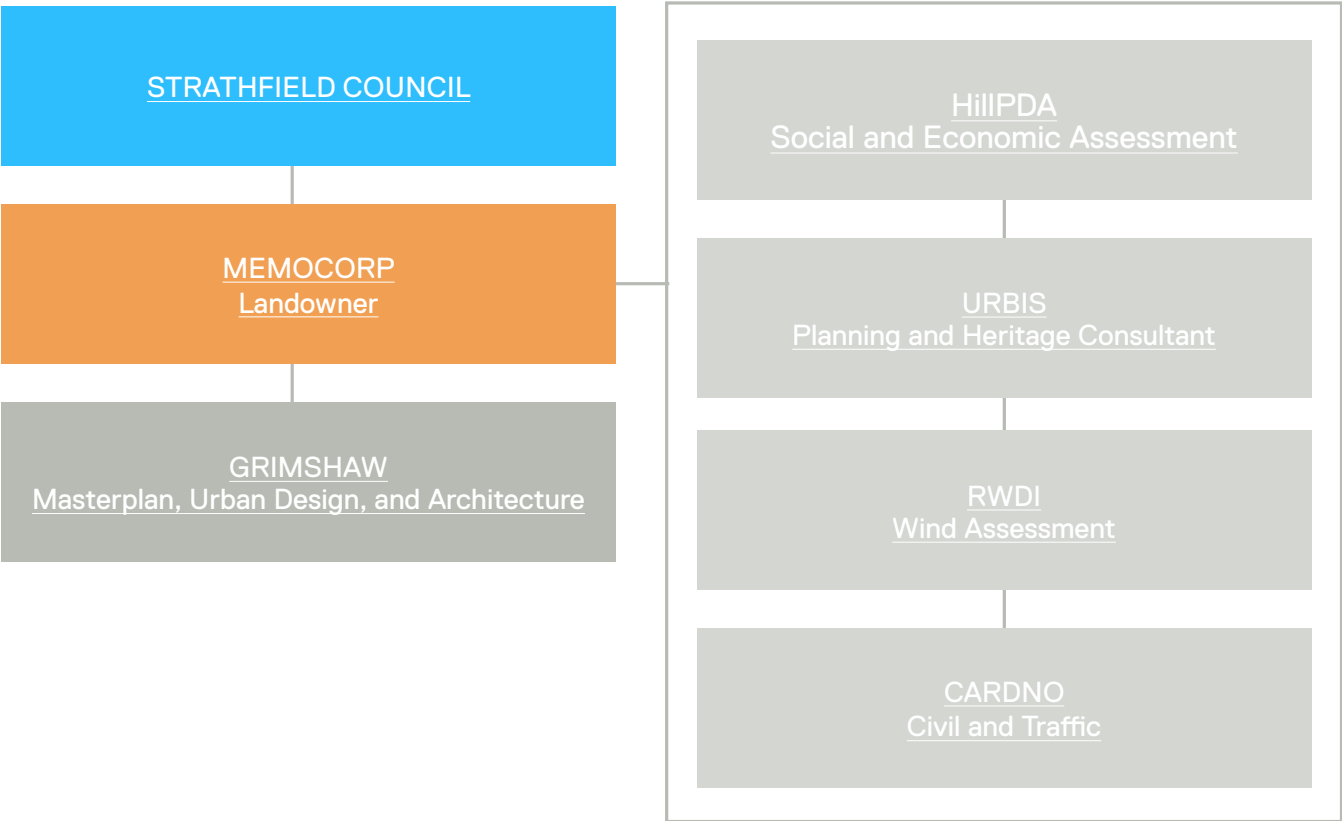 STRATHFIELD COUNCIL
MEMOCORP
Landowner
GRIMSHAW
Masterplan, Urban Design, and Architecture
HillPDA
Social and Economic Assessment
URBIS
Planning and Heritage Consultant
RWDI
Wind Assessment
CARDNO
Civil and Traffic